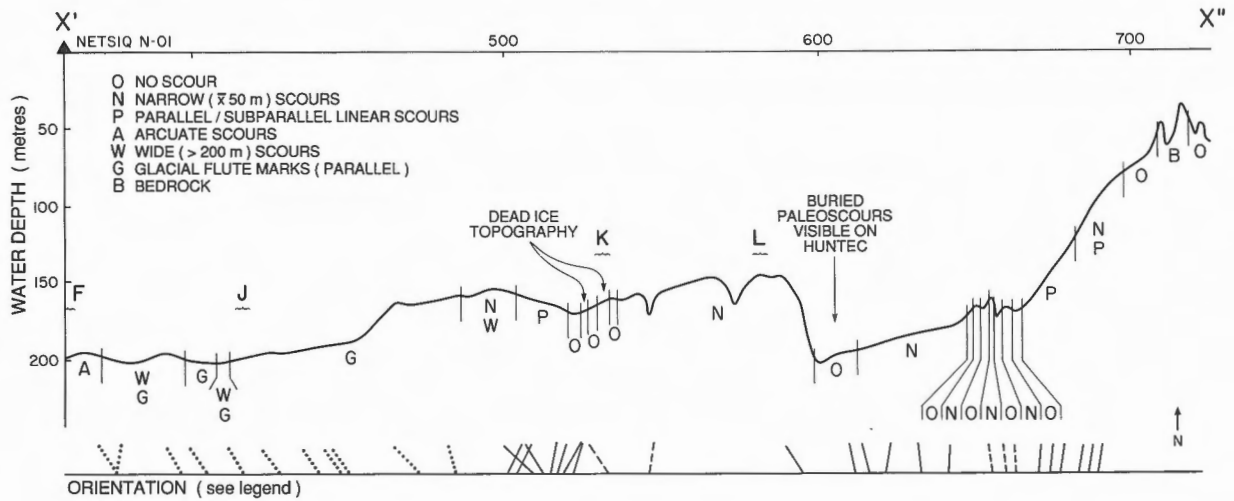 X' X"
NETSIQ N-01 500 600 700
O NO SCOUR
N NARROW ( x̄ 50 m ) SCOURS
P PARALLEL / SUBPARALLEL LINEAR SCOURS
A ARCUATE SCOURS
W WIDE ( > 200 m ) SCOURS
G GLACIAL FLUTE MARKS ( PARALLEL )
B BEDROCK
WATER DEPTH ( metres )
50
100
150
200
DEAD ICE
TOPOGRAPHY
BURIED
PALEOSCOURS
VISIBLE ON
HUNTEC
F J K L
A W G G W G G N W P O O O N O N O N O N O N O P N P O B O
N
ORIENTATION ( see legend )